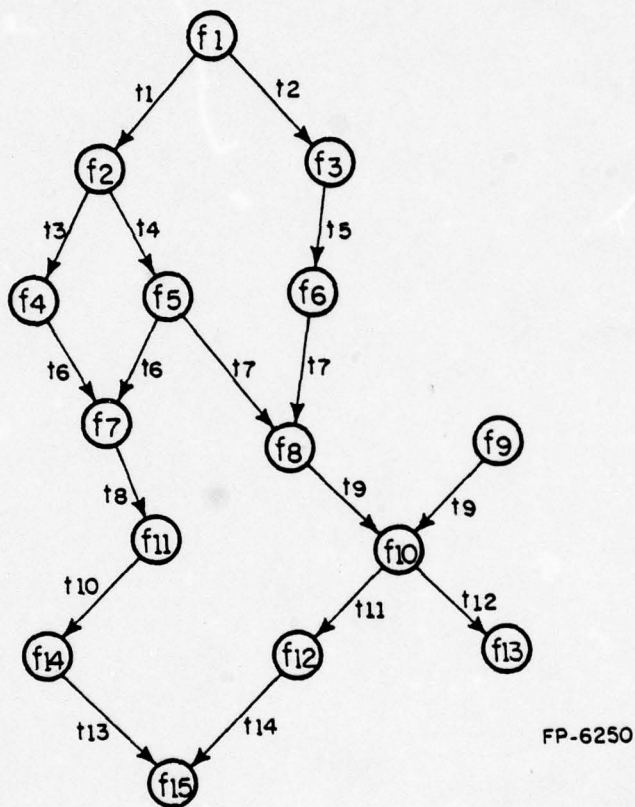 f1
t1 t2
f2 f3
t3 t4 t5
f4 f5 f6
t6 t6 t7 t7
f7 f8 f9
t8 t9 t9
f11 f10
t10 t11 t12
f14 f12 f13
t13 t14 FP-6250
f15